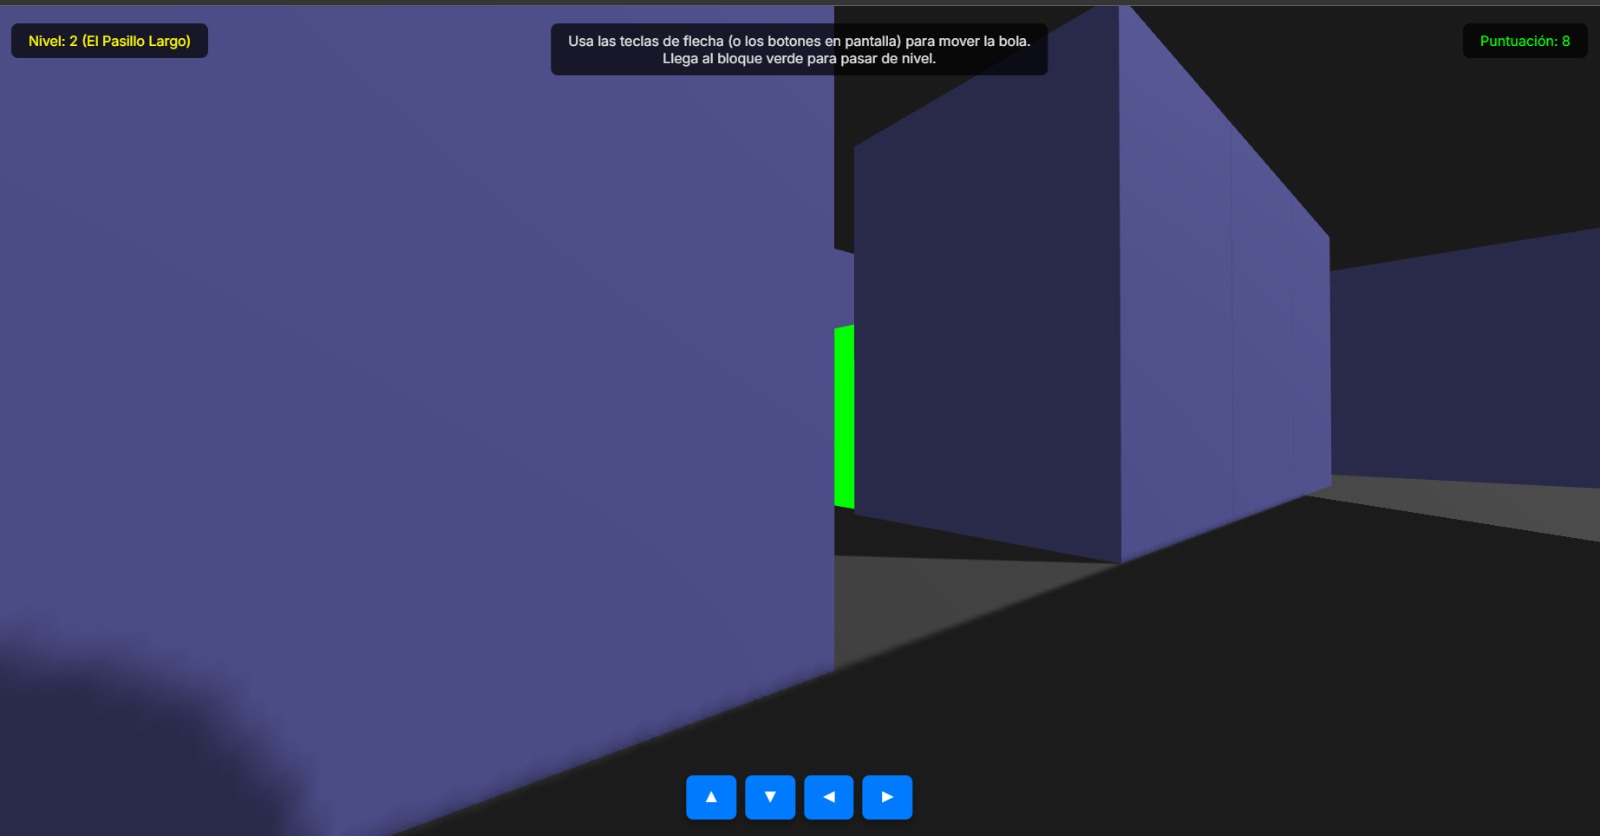 Nivel: 2 (El Pasillo Largo)
Usa las teclas de flecha (o los botones en pantalla) para mover la bola.
Llega al bloque verde para pasar de nivel.
Puntuación: 8
▲ ▼ ◄ ►